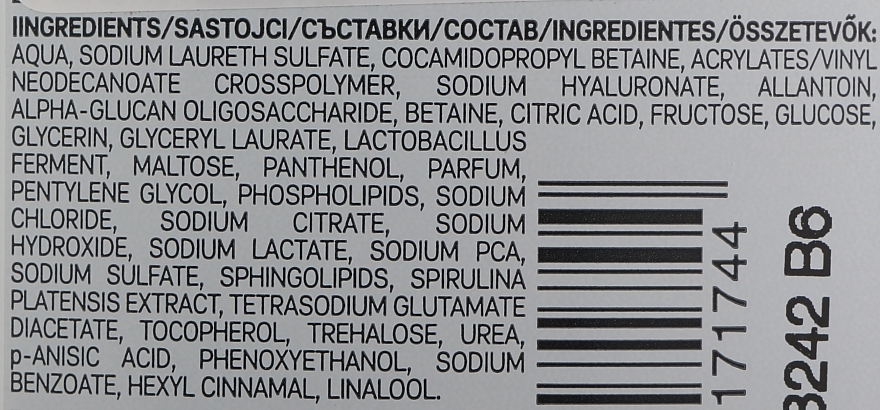 IINGREDIENTS/SASTOJCI/СЪСТАВКИ/СОСТАВ/INGREDIENTES/ÖSSZETEVŐK:
AQUA, SODIUM LAURETH SULFATE, COCAMIDOPROPYL BETAINE, ACRYLATES/VINYL
NEODECANOATE CROSSPOLYMER, SODIUM HYALURONATE, ALLANTOIN,
ALPHA-GLUCAN OLIGOSACCHARIDE, BETAINE, CITRIC ACID, FRUCTOSE, GLUCOSE,
GLYCERIN, GLYCERYL LAURATE, LACTOBACILLUS
FERMENT, MALTOSE, PANTHENOL, PARFUM,
PENTYLENE GLYCOL, PHOSPHOLIPIDS, SODIUM
CHLORIDE, SODIUM CITRATE, SODIUM
HYDROXIDE, SODIUM LACTATE, SODIUM PCA,
SODIUM SULFATE, SPHINGOLIPIDS, SPIRULINA
PLATENSIS EXTRACT, TETRASODIUM GLUTAMATE
DIACETATE, TOCOPHEROL, TREHALOSE, UREA,
p-ANISIC ACID, PHENOXYETHANOL, SODIUM
BENZOATE, HEXYL CINNAMAL, LINALOOL.
171744
3242 B6